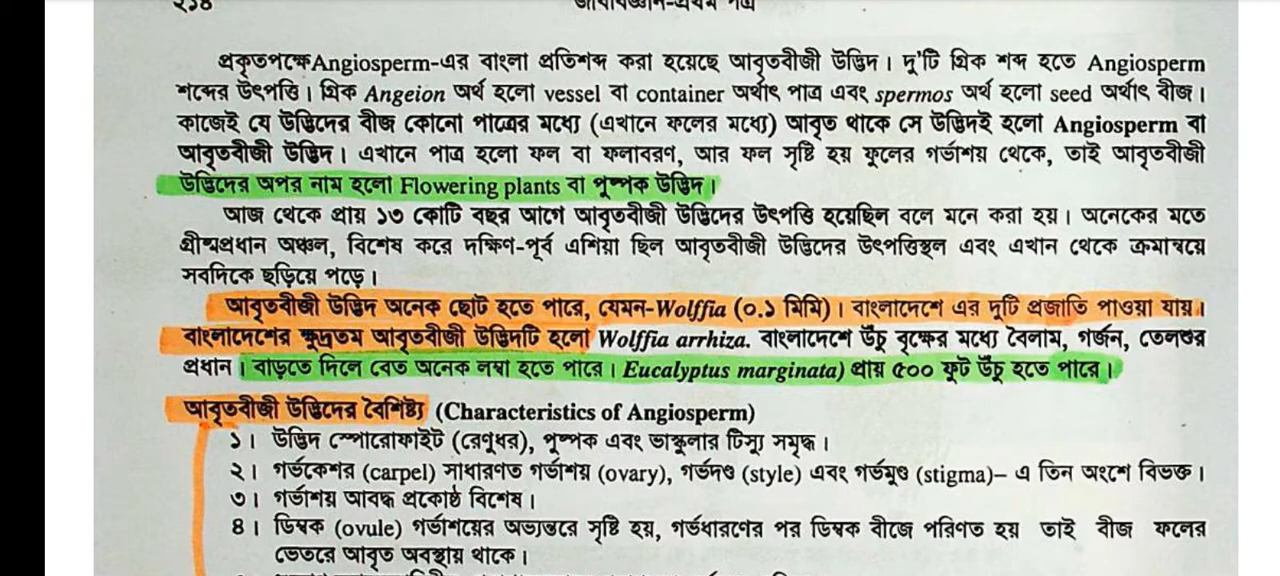 ২১৪ জীববিজ্ঞান-প্রথম পত্র
প্রকৃতপক্ষে Angiosperm-এর বাংলা প্রতিশব্দ করা হয়েছে আবৃতবীজী উদ্ভিদ। দু'টি গ্রিক শব্দ হতে Angiosperm
শব্দের উৎপত্তি। গ্রিক Angeion অর্থ হলো vessel বা container অর্থাৎ পাত্র এবং spermos অর্থ হলো seed অর্থাৎ বীজ।
কাজেই যে উদ্ভিদের বীজ কোনো পাত্রের মধ্যে (এখানে ফলের মধ্যে) আবৃত থাকে সে উদ্ভিদই হলো Angiosperm বা
আবৃতবীজী উদ্ভিদ। এখানে পাত্র হলো ফল বা ফলাবরণ, আর ফল সৃষ্টি হয় ফুলের গর্ভাশয় থেকে, তাই আবৃতবীজী
উদ্ভিদের অপর নাম হলো Flowering plants বা পুষ্পক উদ্ভিদ।
আজ থেকে প্রায় ১৩ কোটি বছর আগে আবৃতবীজী উদ্ভিদের উৎপত্তি হয়েছিল বলে মনে করা হয়। অনেকের মতে
গ্রীষ্মপ্রধান অঞ্চল, বিশেষ করে দক্ষিণ-পূর্ব এশিয়া ছিল আবৃতবীজী উদ্ভিদের উৎপত্তিস্থল এবং এখান থেকে ক্রমান্বয়ে
সবদিকে ছড়িয়ে পড়ে।
আবৃতবীজী উদ্ভিদ অনেক ছোট হতে পারে, যেমন-Wolffia (০.১ মিমি)। বাংলাদেশে এর দুটি প্রজাতি পাওয়া যায়।
বাংলাদেশের ক্ষুদ্রতম আবৃতবীজী উদ্ভিদটি হলো Wolffia arrhiza. বাংলাদেশে উঁচু বৃক্ষের মধ্যে বৈলাম, গর্জন, তেলশুর
প্রধান। বাড়তে দিলে বেত অনেক লম্বা হতে পারে। Eucalyptus marginata) প্রায় ৫০০ ফুট উঁচু হতে পারে।
আবৃতবীজী উদ্ভিদের বৈশিষ্ট্য (Characteristics of Angiosperm)
১। উদ্ভিদ স্পোরোফাইট (রেণুধর), পুষ্পক এবং ভাস্কুলার টিস্যু সমৃদ্ধ।
২। গর্ভকেশর (carpel) সাধারণত গর্ভাশয় (ovary), গর্ভদণ্ড (style) এবং গর্ভমুণ্ড (stigma)– এ তিন অংশে বিভক্ত।
৩। গর্ভাশয় আবদ্ধ প্রকোষ্ঠ বিশেষ।
৪। ডিম্বক (ovule) গর্ভাশয়ের অভ্যন্তরে সৃষ্টি হয়, গর্ভধারণের পর ডিম্বক বীজে পরিণত হয় তাই বীজ ফলের
ভেতরে আবৃত অবস্থায় থাকে।